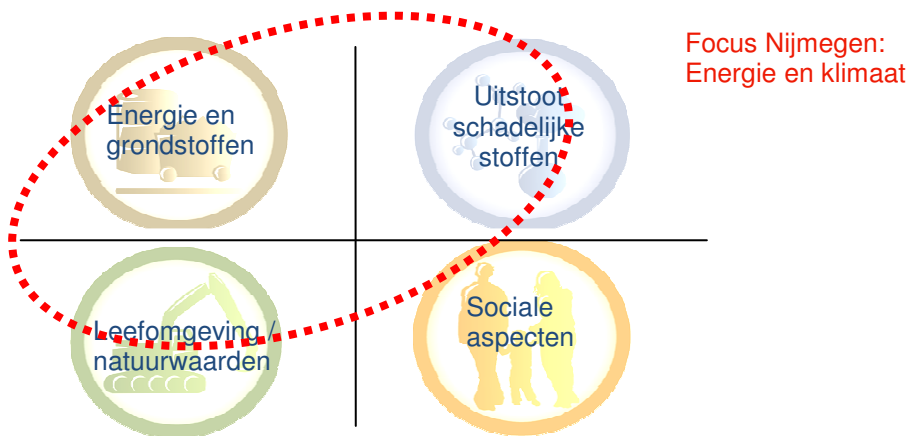 Focus Nijmegen:
Energie en klimaat
Energie en
grondstoffen
Uitstoot
schadelijke
stoffen
Leefomgeving /
natuurwaarden
Sociale
aspecten